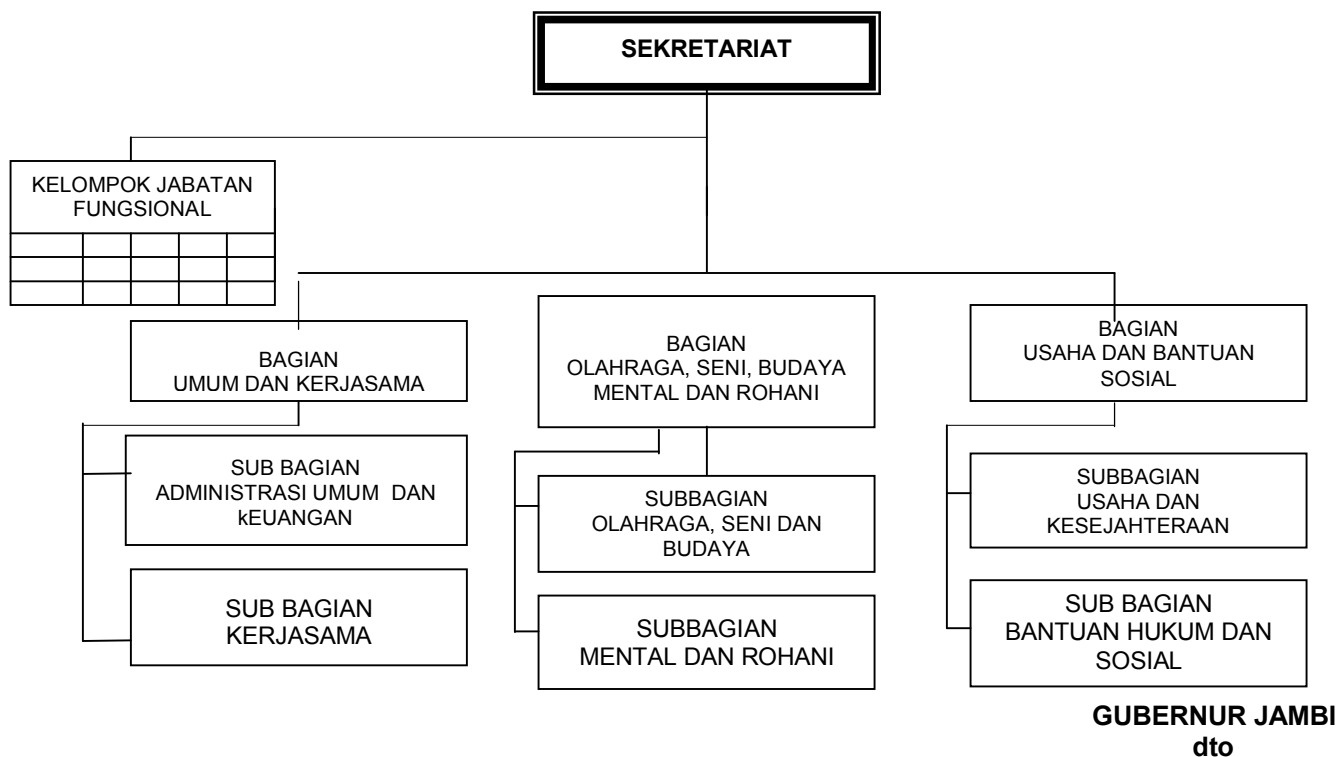 SEKRETARIAT
KELOMPOK JABATAN
FUNGSIONAL
BAGIAN
UMUM DAN KERJASAMA
BAGIAN
OLAHRAGA, SENI, BUDAYA
MENTAL DAN ROHANI
BAGIAN
USAHA DAN BANTUAN
SOSIAL
SUB BAGIAN
ADMINISTRASI UMUM DAN
kEUANGAN
SUBBAGIAN
OLAHRAGA, SENI DAN
BUDAYA
SUBBAGIAN
USAHA DAN
KESEJAHTERAAN
SUB BAGIAN
KERJASAMA
SUBBAGIAN
MENTAL DAN ROHANI
SUB BAGIAN
BANTUAN HUKUM DAN
SOSIAL
GUBERNUR JAMBI
dto